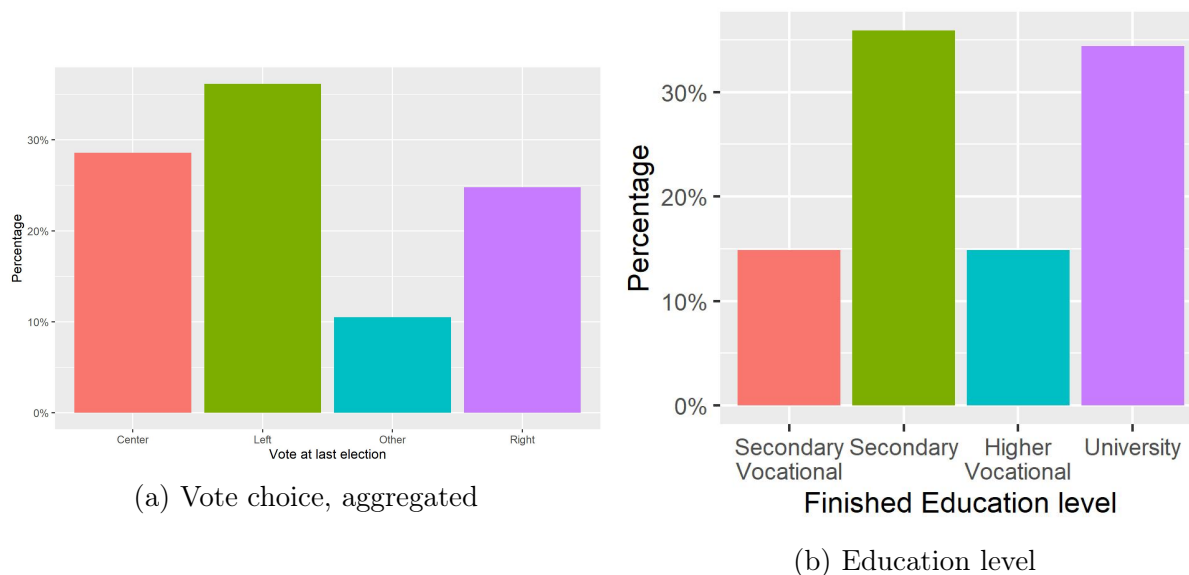 Percentage
30%
20%
10%
0%
Center Left Other Right
Vote at last election
(a) Vote choice, aggregated
Percentage
30%
20%
10%
0%
Secondary Vocational Secondary Higher Vocational University
Finished Education level
(b) Education level